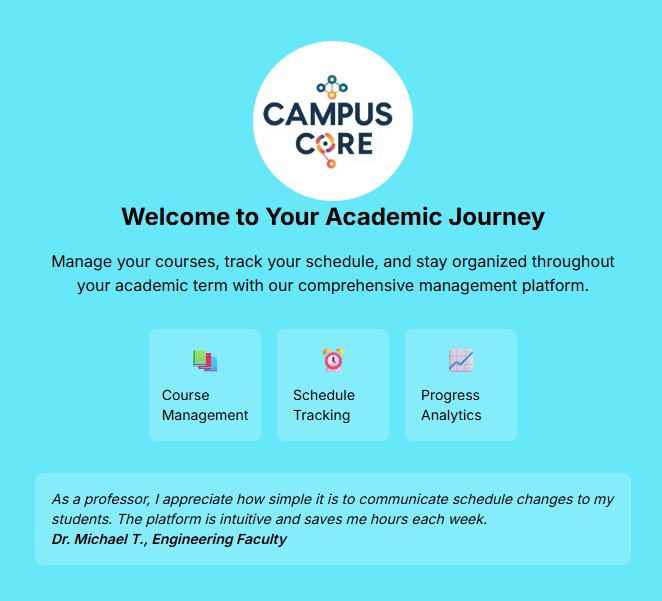 CAMPUS
CORE
Welcome to Your Academic Journey
Manage your courses, track your schedule, and stay organized throughout
your academic term with our comprehensive management platform.
Course
Management
Schedule
Tracking
Progress
Analytics
As a professor, I appreciate how simple it is to communicate schedule changes to my
students. The platform is intuitive and saves me hours each week.
Dr. Michael T., Engineering Faculty